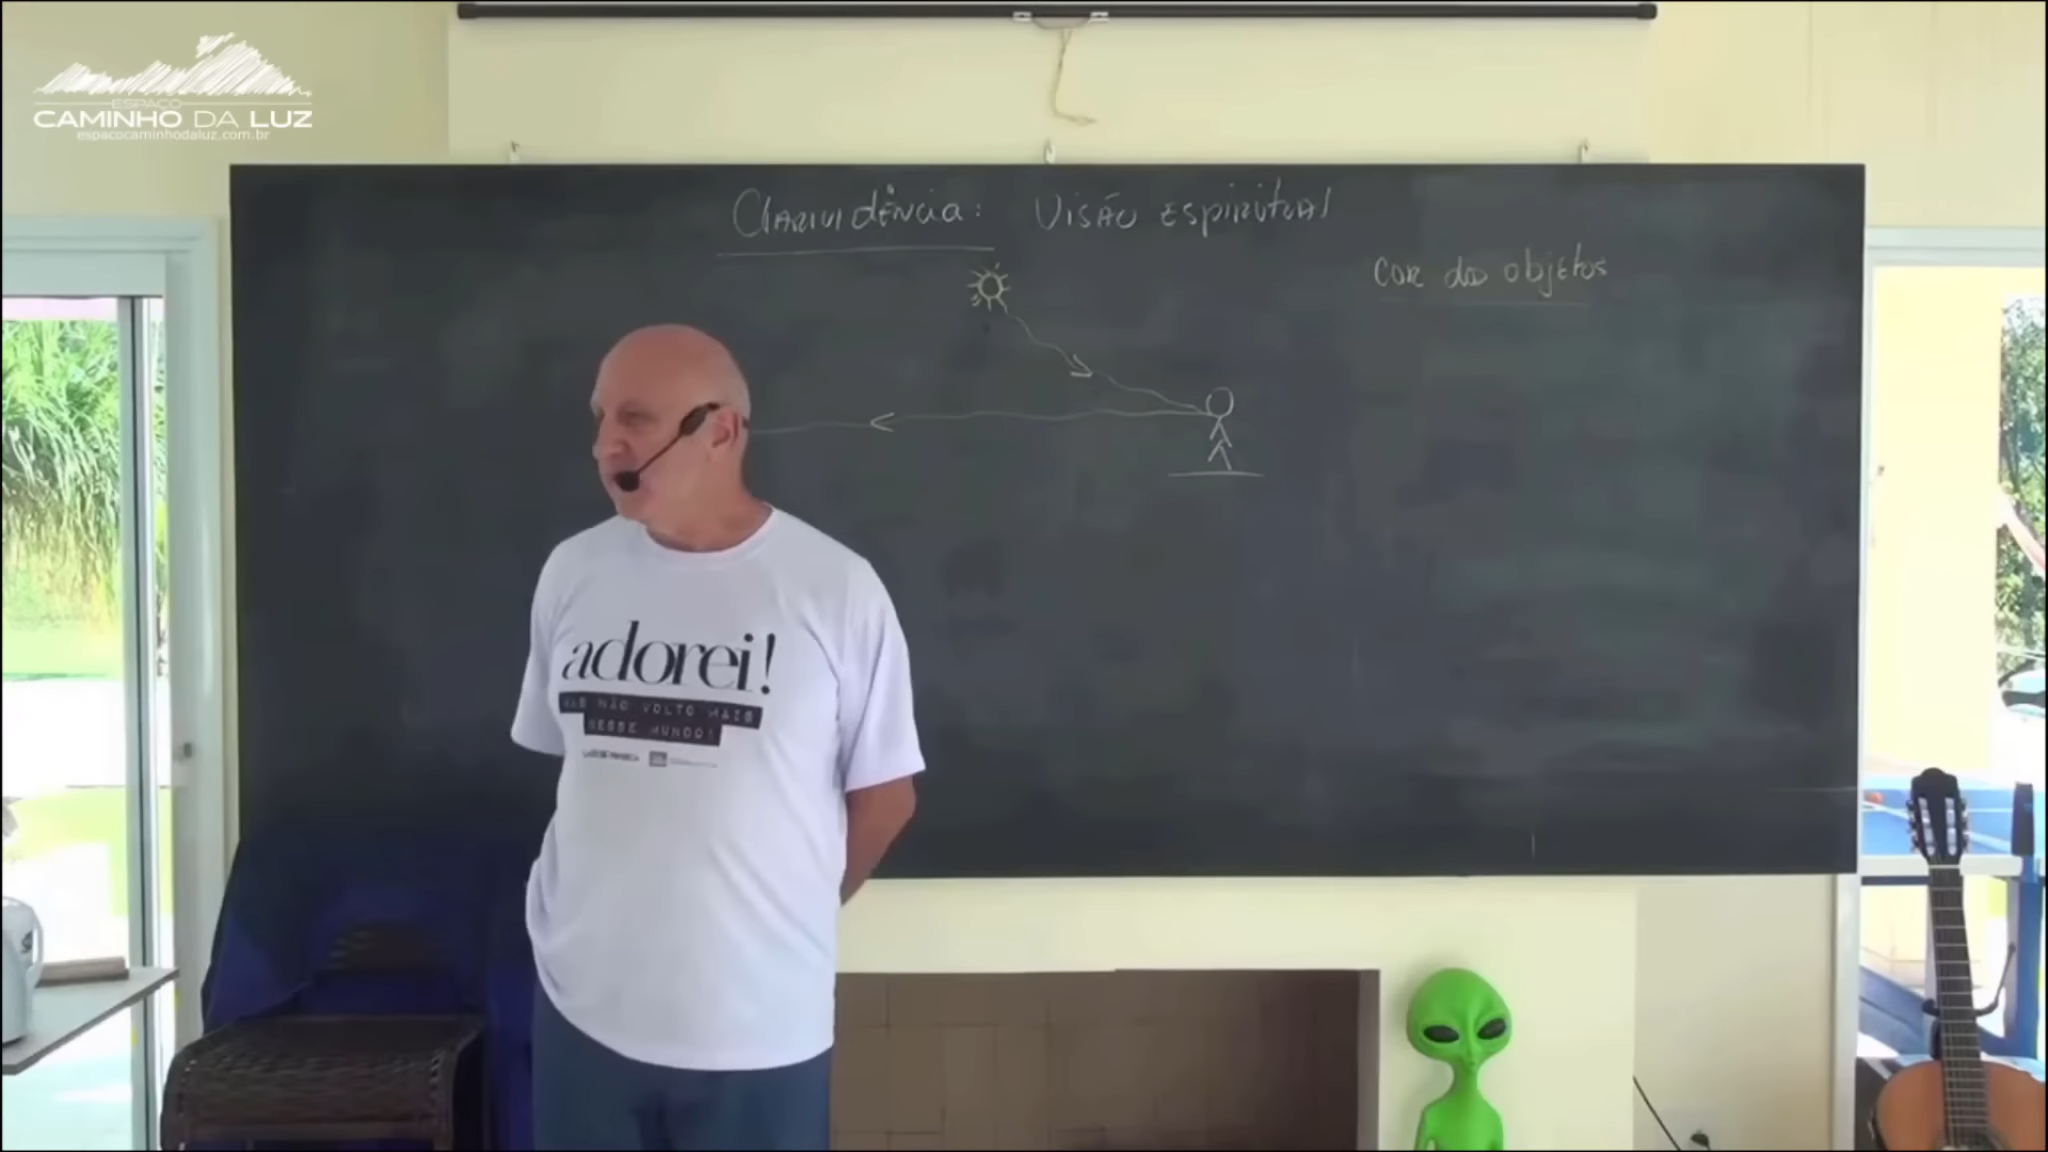 ESPAÇO
CAMINHO DA LUZ
espacocaminhodaluz.com.br
Clarividência: Visão espiritual
Cor dos objetos
adorei!
MAS NÃO VOLTO MAIS
NESSE MUNDO!